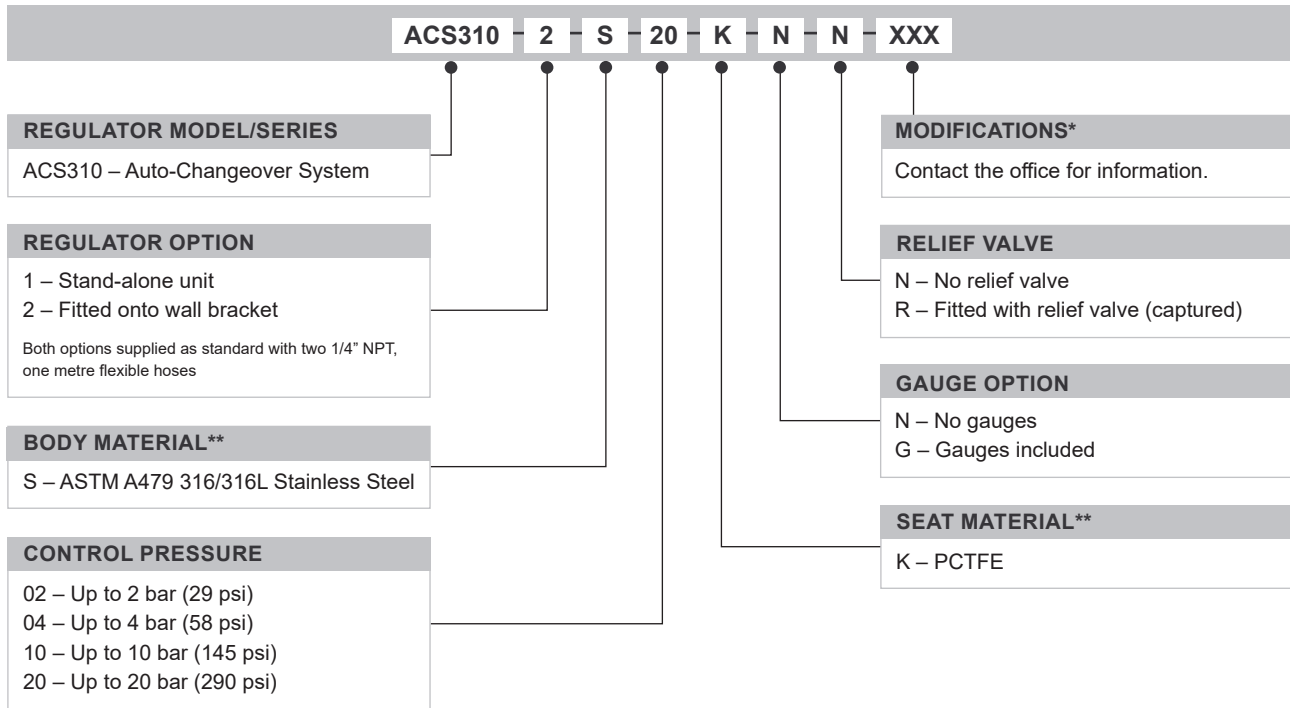 ACS310 2 S 20 K N N XXX
REGULATOR MODEL/SERIES
ACS310 – Auto-Changeover System
REGULATOR OPTION
1 – Stand-alone unit
2 – Fitted onto wall bracket
Both options supplied as standard with two 1/4” NPT,
one metre flexible hoses
BODY MATERIAL**
S – ASTM A479 316/316L Stainless Steel
CONTROL PRESSURE
02 – Up to 2 bar (29 psi)
04 – Up to 4 bar (58 psi)
10 – Up to 10 bar (145 psi)
20 – Up to 20 bar (290 psi)
MODIFICATIONS*
Contact the office for information.
RELIEF VALVE
N – No relief valve
R – Fitted with relief valve (captured)
GAUGE OPTION
N – No gauges
G – Gauges included
SEAT MATERIAL**
K – PCTFE